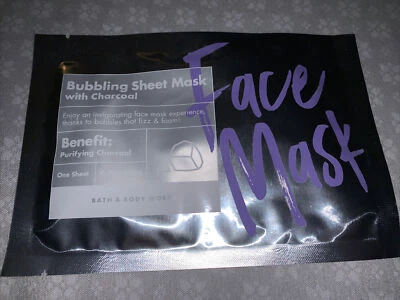 Bubbling Sheet Mask
with Charcoal
Enjoy an invigorating face mask experience,
thanks to bubbles that fizz & foam!
Benefit:
Purifying Charcoal
One Sheet
BATH & BODY WORKS
Face
Mask